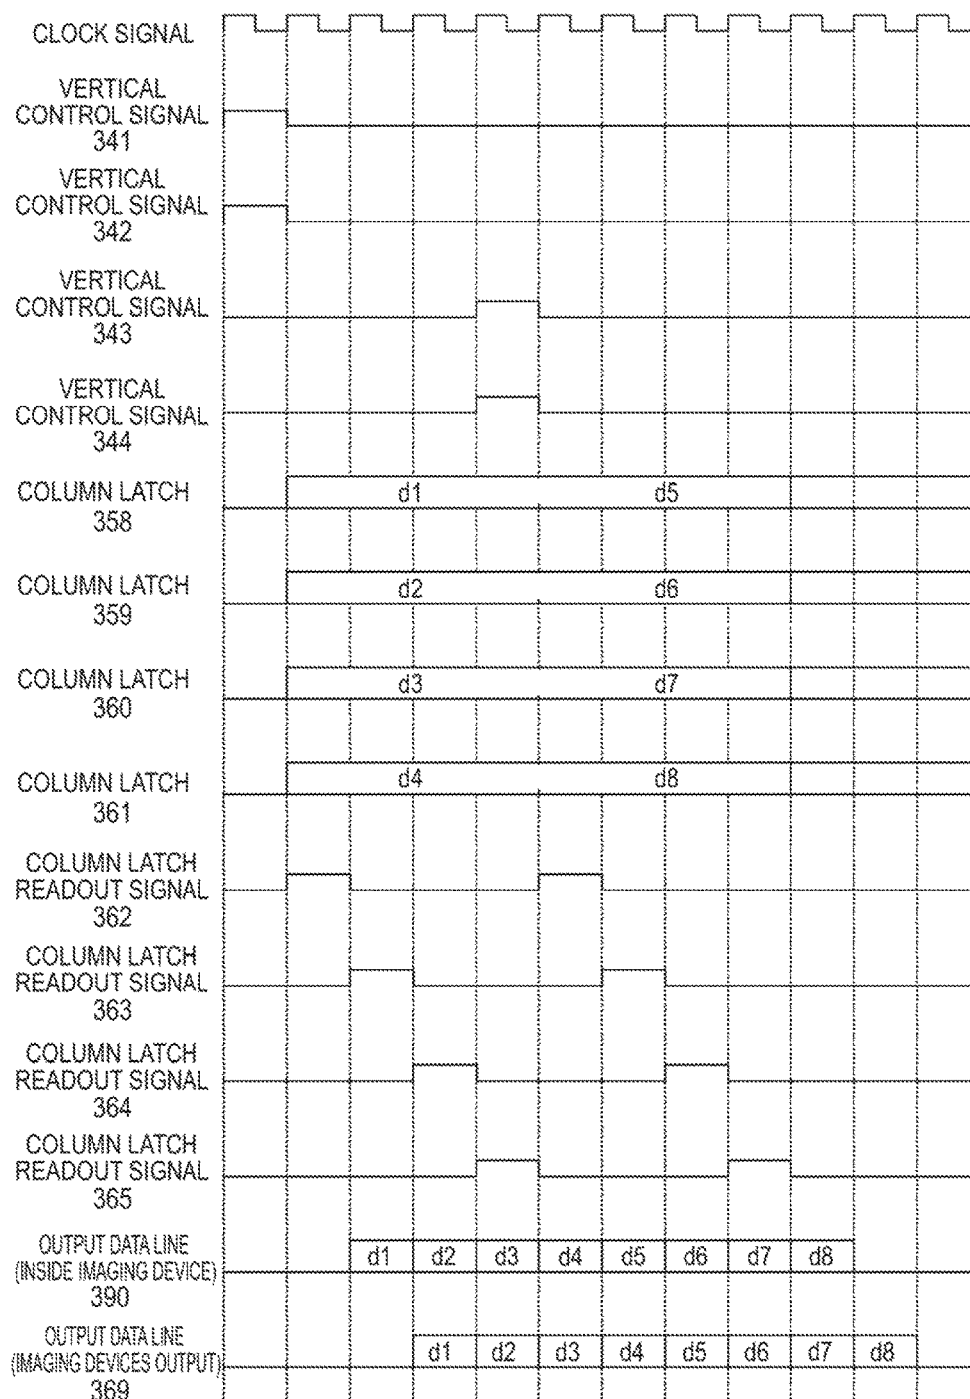 CLOCK SIGNAL
VERTICAL
CONTROL SIGNAL
341
VERTICAL
CONTROL SIGNAL
342
VERTICAL
CONTROL SIGNAL
343
VERTICAL
CONTROL SIGNAL
344
COLUMN LATCH
358
d1 d5
COLUMN LATCH
359
d2 d6
COLUMN LATCH
360
d3 d7
COLUMN LATCH
361
d4 d8
COLUMN LATCH
READOUT SIGNAL
362
COLUMN LATCH
READOUT SIGNAL
363
COLUMN LATCH
READOUT SIGNAL
364
COLUMN LATCH
READOUT SIGNAL
365
OUTPUT DATA LINE
(INSIDE IMAGING DEVICE)
390
d1 d2 d3 d4 d5 d6 d7 d8
OUTPUT DATA LINE
(IMAGING DEVICES OUTPUT)
369
d1 d2 d3 d4 d5 d6 d7 d8